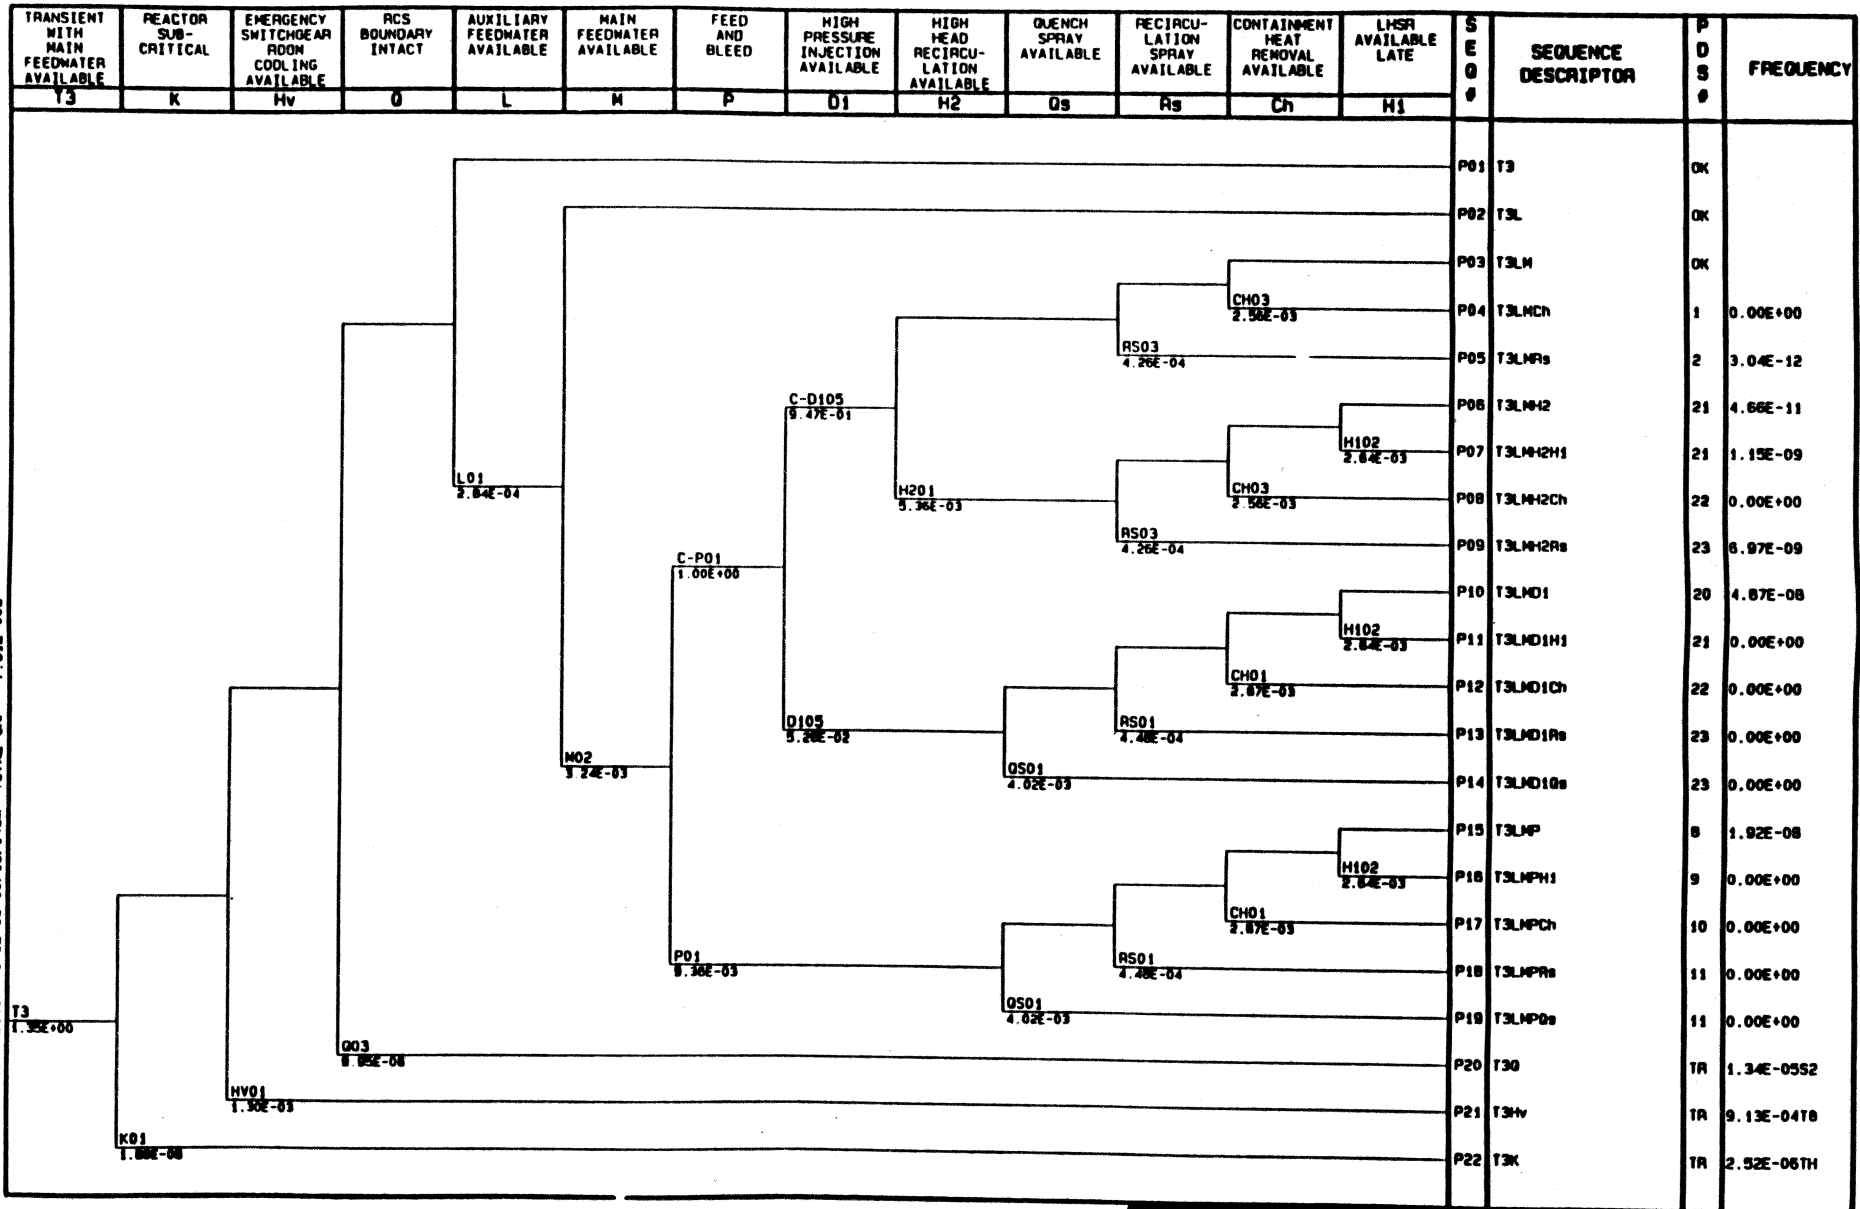 TRANSIENT WITH MAIN FEEDWATER AVAILABLE
REACTOR SUB-CRITICAL
EMERGENCY SWITCHGEAR ROOM COOLING AVAILABLE
RCS BOUNDARY INTACT
AUXILIARY FEEDWATER AVAILABLE
MAIN FEEDWATER AVAILABLE
FEED AND BLEED
HIGH PRESSURE INJECTION AVAILABLE
HIGH HEAD RECIRCU-LATION AVAILABLE
QUENCH SPRAY AVAILABLE
RECIRCU-LATION SPRAY AVAILABLE
CONTAINMENT HEAT REMOVAL AVAILABLE
LHSR AVAILABLE LATE
SEQ#
SEQUENCE DESCRIPTOR
PDS#
FREQUENCY
T3 K Hv Q L M P D1 H2 Qs Rs Ch H1
P01 T3 OK
P02 T3L OK
P03 T3LM OK
CH03
2.56E-03
P04 T3LMCh 1 0.00E+00
RS03
4.26E-04
P05 T3LMRs 2 3.04E-12
C-D105
9.47E-01
P06 T3LMH2 21 4.66E-11
H102
2.64E-03
P07 T3LMH2H1 21 1.15E-09
L01
2.84E-04
H201
5.36E-03
CH03
2.56E-03
P08 T3LMH2Ch 22 0.00E+00
RS03
4.26E-04
P09 T3LMH2Rs 23 6.97E-09
C-P01
1.00E+00
P10 T3LMD1 20 4.87E-08
H102
2.64E-03
P11 T3LMD1H1 21 0.00E+00
CH01
2.67E-03
P12 T3LMD1Ch 22 0.00E+00
D105
RS01
4.48E-04
P13 T3LMD1Rs 23 0.00E+00
M02
3.24E-03
QS01
4.02E-03
P14 T3LMD1Qs 23 0.00E+00
P15 T3LMP 8 1.92E-08
H102
2.64E-03
P16 T3LMPH1 9 0.00E+00
CH01
2.67E-03
P17 T3LMPCh 10 0.00E+00
P01
RS01
4.48E-04
P18 T3LMPRs 11 0.00E+00
T3
1.35E+00
QS01
4.02E-03
P19 T3LMPQs 11 0.00E+00
Q03
P20 T3Q TR 1.34E-05S2
HV01
1.30E-03
P21 T3Hv TR 9.13E-04T8
K01
P22 T3K TR 2.52E-06TH